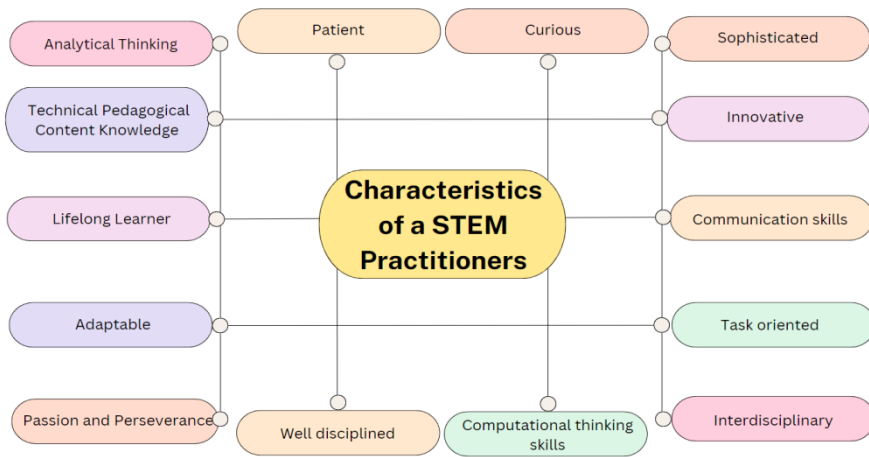 Analytical Thinking
Patient
Curious
Sophisticated
Technical Pedagogical
Content Knowledge
Innovative
Characteristics
of a STEM
Practitioners
Lifelong Learner
Communication skills
Adaptable
Task oriented
Passion and Perseverance
Well disciplined
Computational thinking
skills
Interdisciplinary